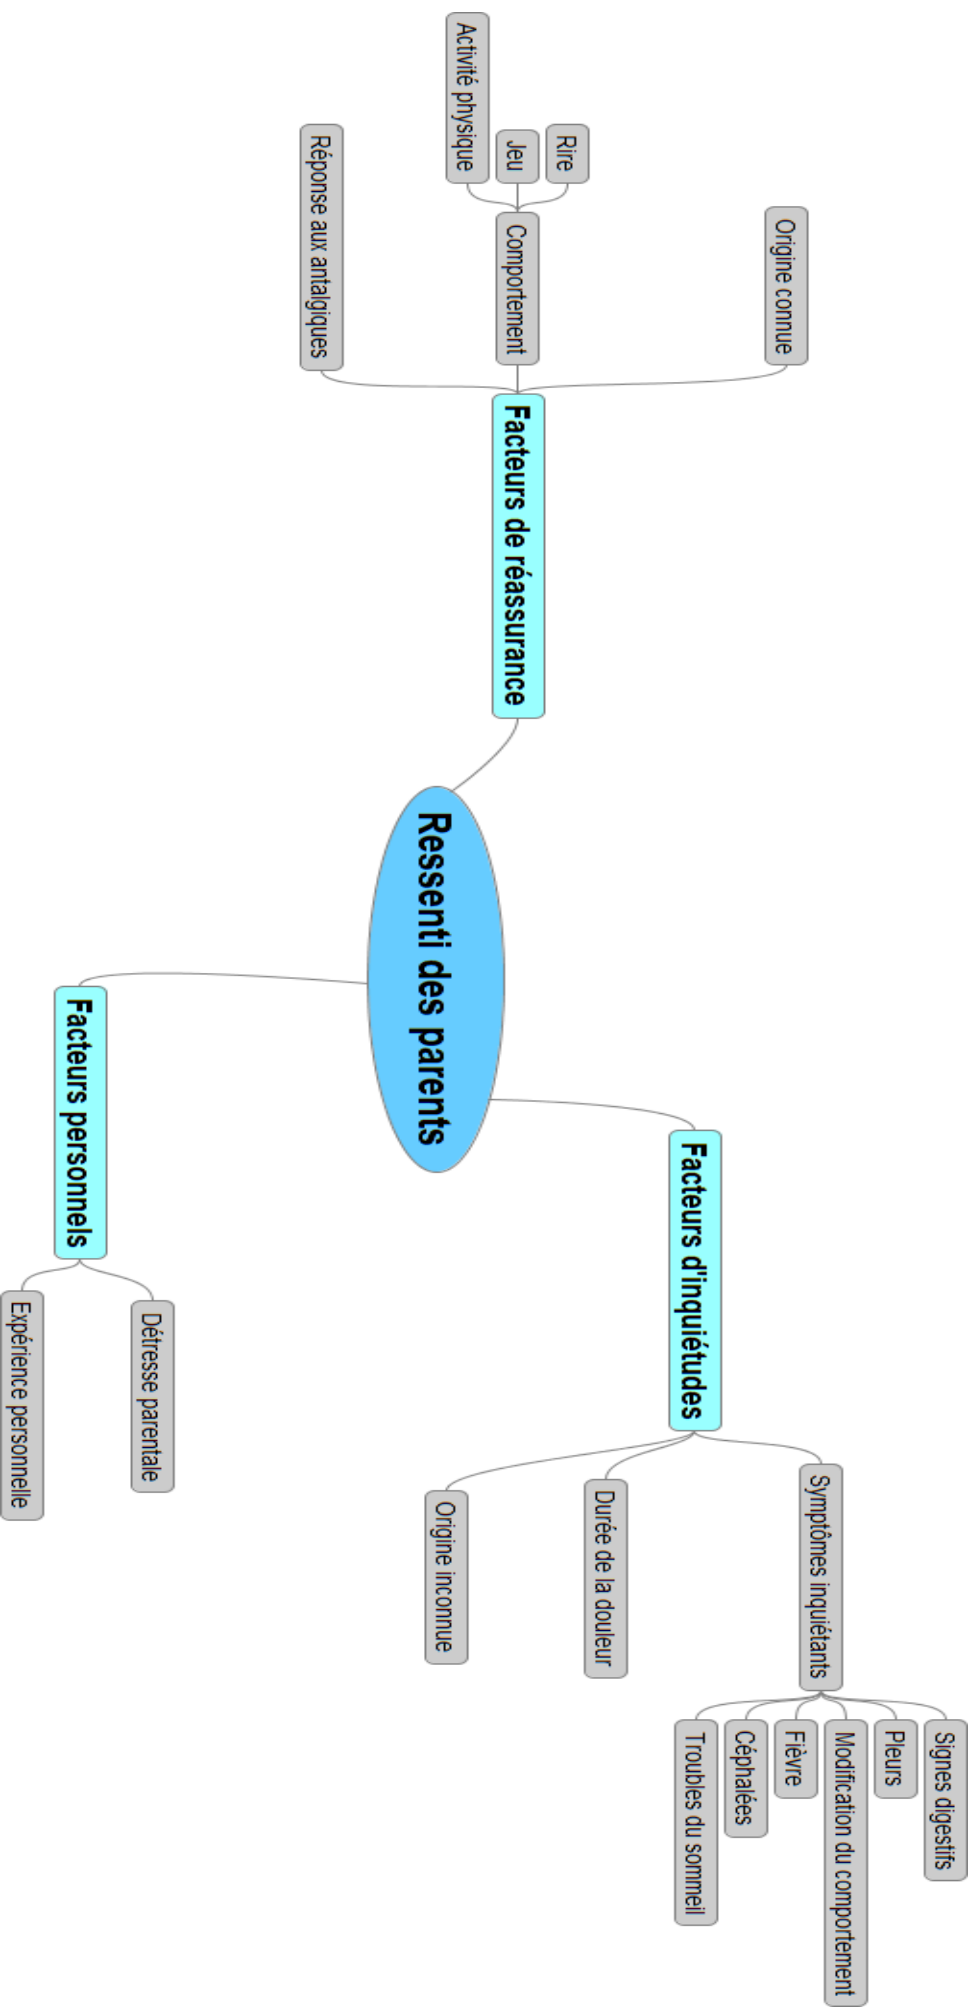 Ressenti des parents
Facteurs de réassurance
Origine connue
Comportement
Rire
Jeu
Activité physique
Réponse aux antalgiques
Facteurs d'inquiétudes
Symptômes inquiétants
Signes digestifs
Pleurs
Modification du comportement
Fièvre
Céphalées
Troubles du sommeil
Durée de la douleur
Origine inconnue
Facteurs personnels
Détresse parentale
Expérience personnelle